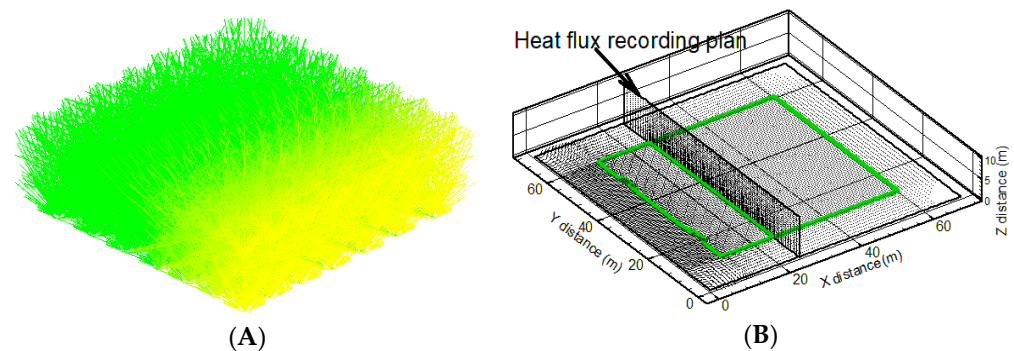 Heat flux recording plan
10
5
0
Z distance (m)
60
40
20
0
Y distance (m)
0
20
40
60
X distance (m)
(A)
(B)